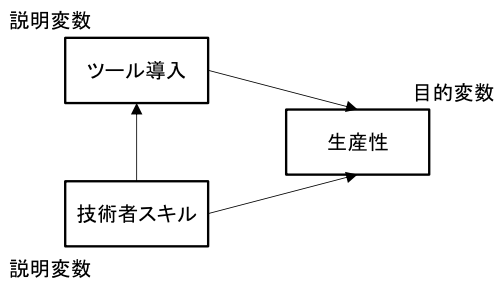 説明変数
ツール導入
目的変数
生産性
技術者スキル
説明変数